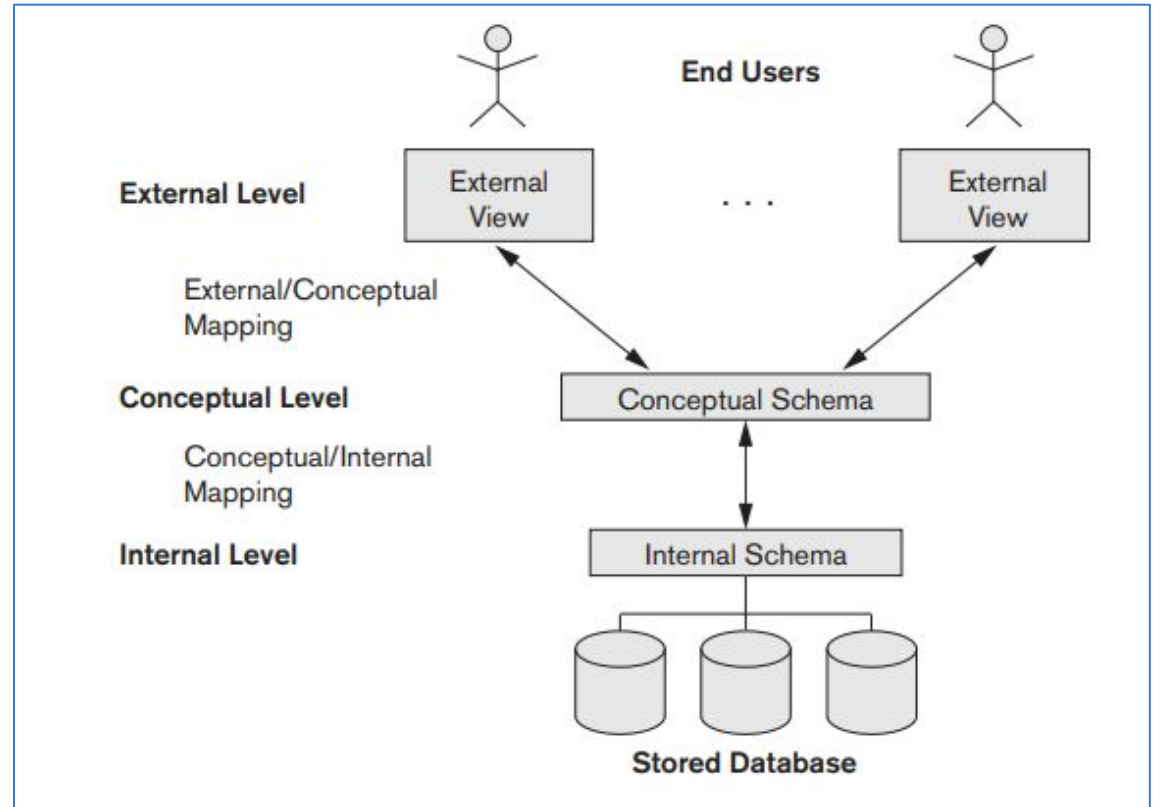 End Users
External Level
External
View
. . .
External
View
External/Conceptual
Mapping
Conceptual Level
Conceptual Schema
Conceptual/Internal
Mapping
Internal Level
Internal Schema
Stored Database